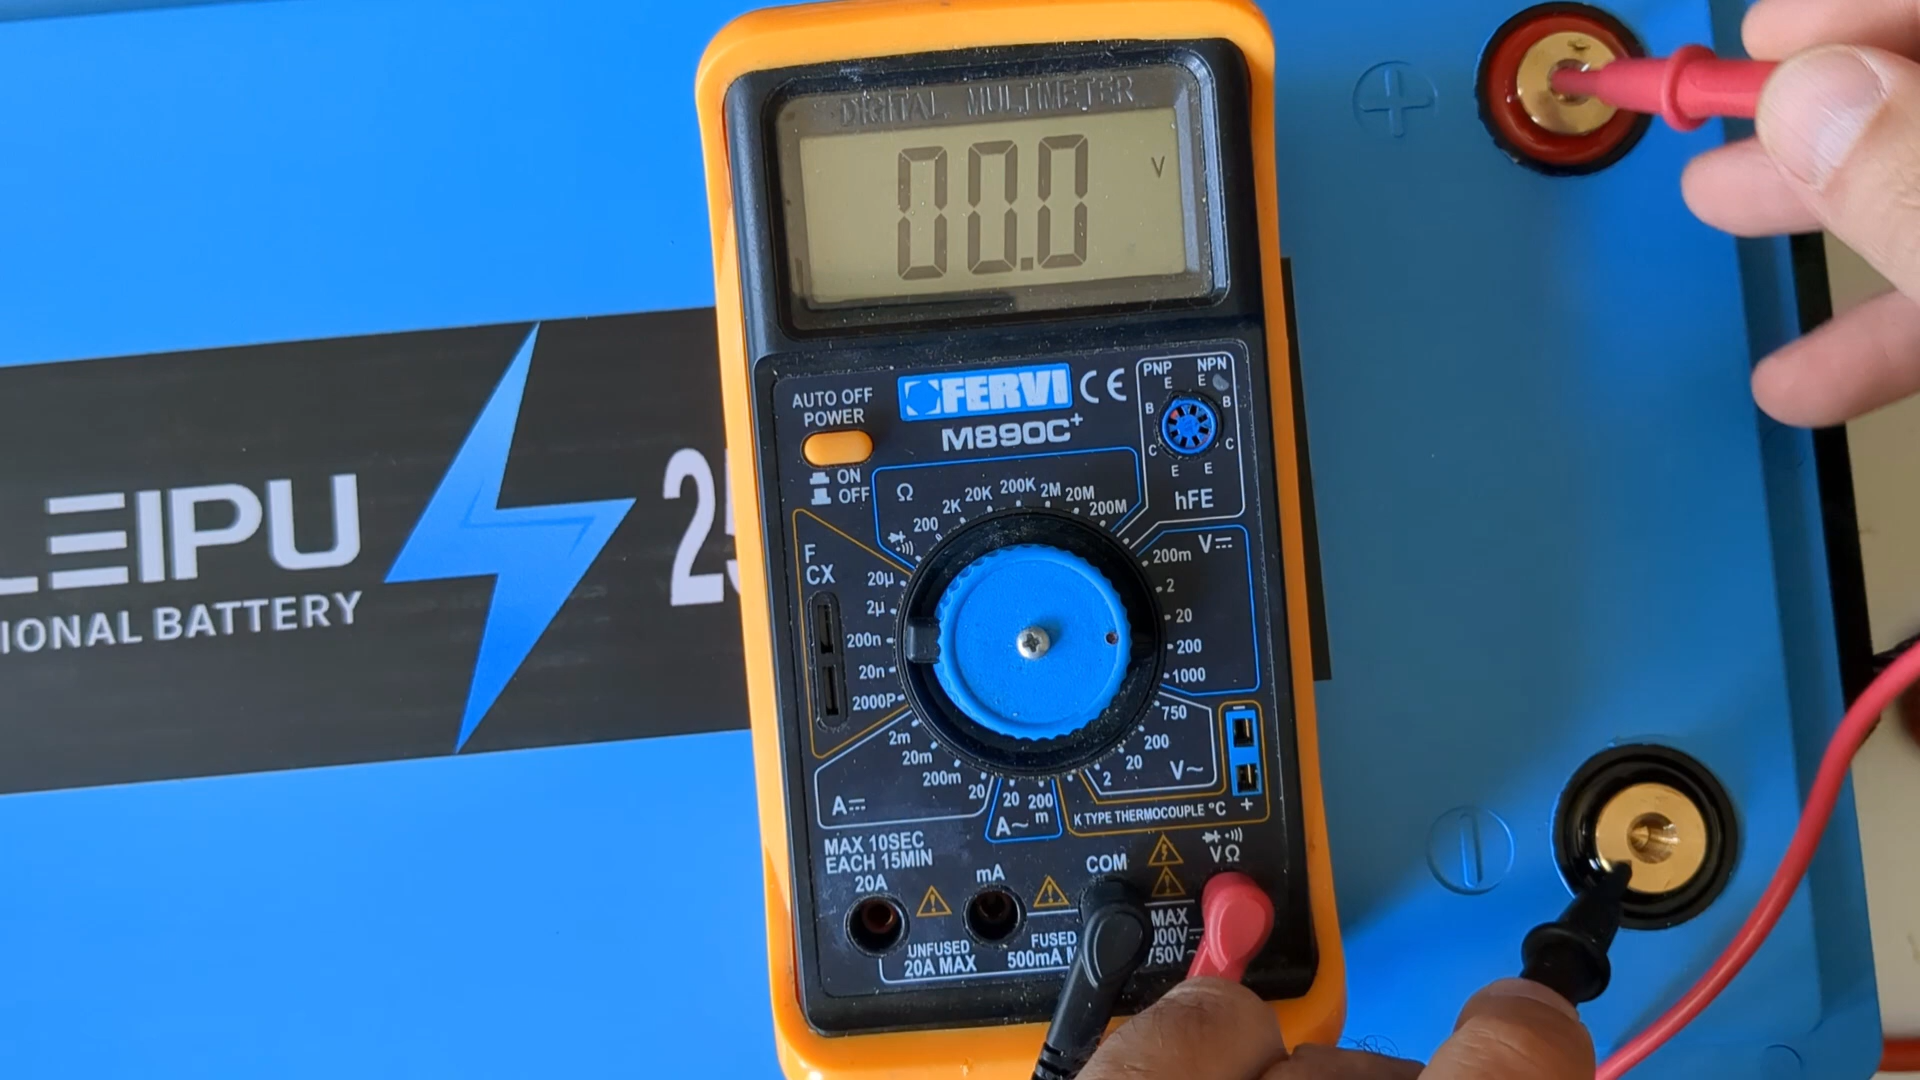 DIGITAL MULTIMETER
00.0 V
EIPU
IONAL BATTERY
AUTO OFF
POWER
ON
OFF
FERVI CE
M890C+
PNP NPN
E E
B B
C C
E E
hFE
Ω
200
2K
20K
200K
2M
20M
200M
V
200m
2
20
200
1000
F
CX
20µ
2µ
200n
20n
2000P
2m
20m
200m
20
A
20
200
m
A~
750
200
20
2
V~
- 
+
K TYPE THERMOCOUPLE °C
MAX 10SEC
EACH 15MIN
20A
mA
COM
VΩ
UNFUSED
20A MAX
FUSED
500mA
MAX